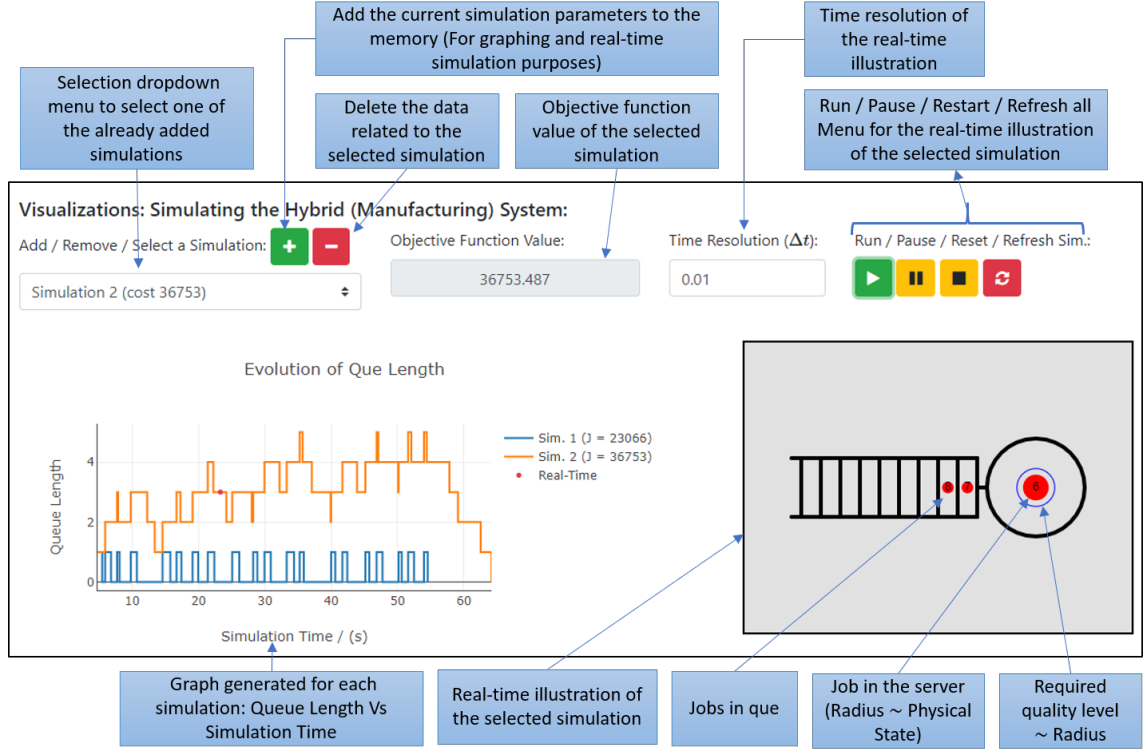 Add the current simulation parameters to the
memory (For graphing and real-time
simulation purposes)
Time resolution of
the real-time
illustration
Selection dropdown
menu to select one of
the already added
simulations
Delete the data
related to the
selected simulation
Objective function
value of the selected
simulation
Run / Pause / Restart / Refresh all
Menu for the real-time illustration
of the selected simulation
Visualizations: Simulating the Hybrid (Manufacturing) System:
Add / Remove / Select a Simulation:
Objective Function Value:
Time Resolution (Δt):
Run / Pause / Reset / Refresh Sim.:
Simulation 2 (cost 36753)
36753.487
0.01
Evolution of Que Length
Sim. 1 (J = 23066)
Sim. 2 (J = 36753)
Real-Time
Queue Length
4
2
0
10 20 30 40 50 60
Simulation Time / (s)
8 7 6
Graph generated for each
simulation: Queue Length Vs
Simulation Time
Real-time illustration of
the selected simulation
Jobs in que
Job in the server
(Radius ~ Physical
State)
Required
quality level
~ Radius